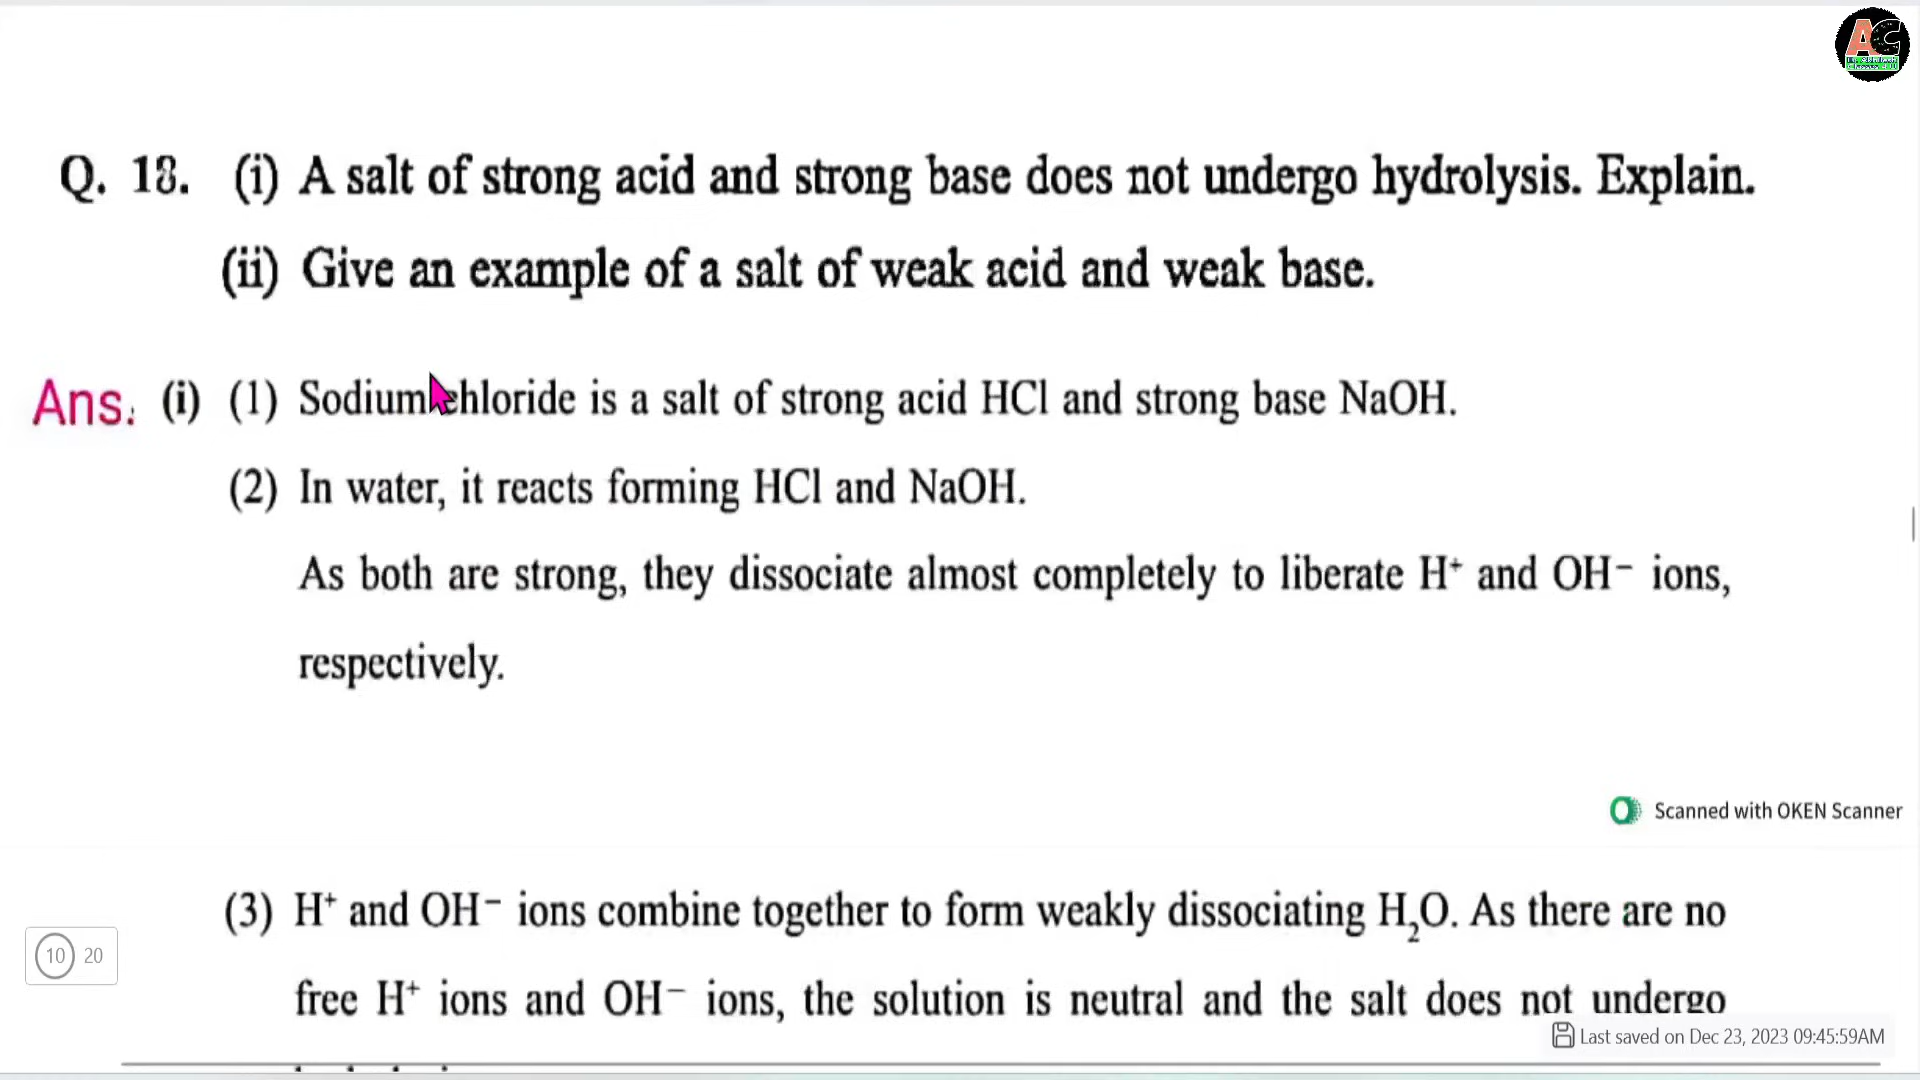 AC
Q. 18. (i) A salt of strong acid and strong base does not undergo hydrolysis. Explain.
(ii) Give an example of a salt of weak acid and weak base.
Ans. (i) (1) Sodium chloride is a salt of strong acid HCl and strong base NaOH.
(2) In water, it reacts forming HCl and NaOH.
As both are strong, they dissociate almost completely to liberate H⁺ and OH⁻ ions,
respectively.
Scanned with OKEN Scanner
(3) H⁺ and OH⁻ ions combine together to form weakly dissociating H₂O. As there are no
10 20
free H⁺ ions and OH⁻ ions, the solution is neutral and the salt does not undergo
Last saved on Dec 23, 2023 09:45:59AM